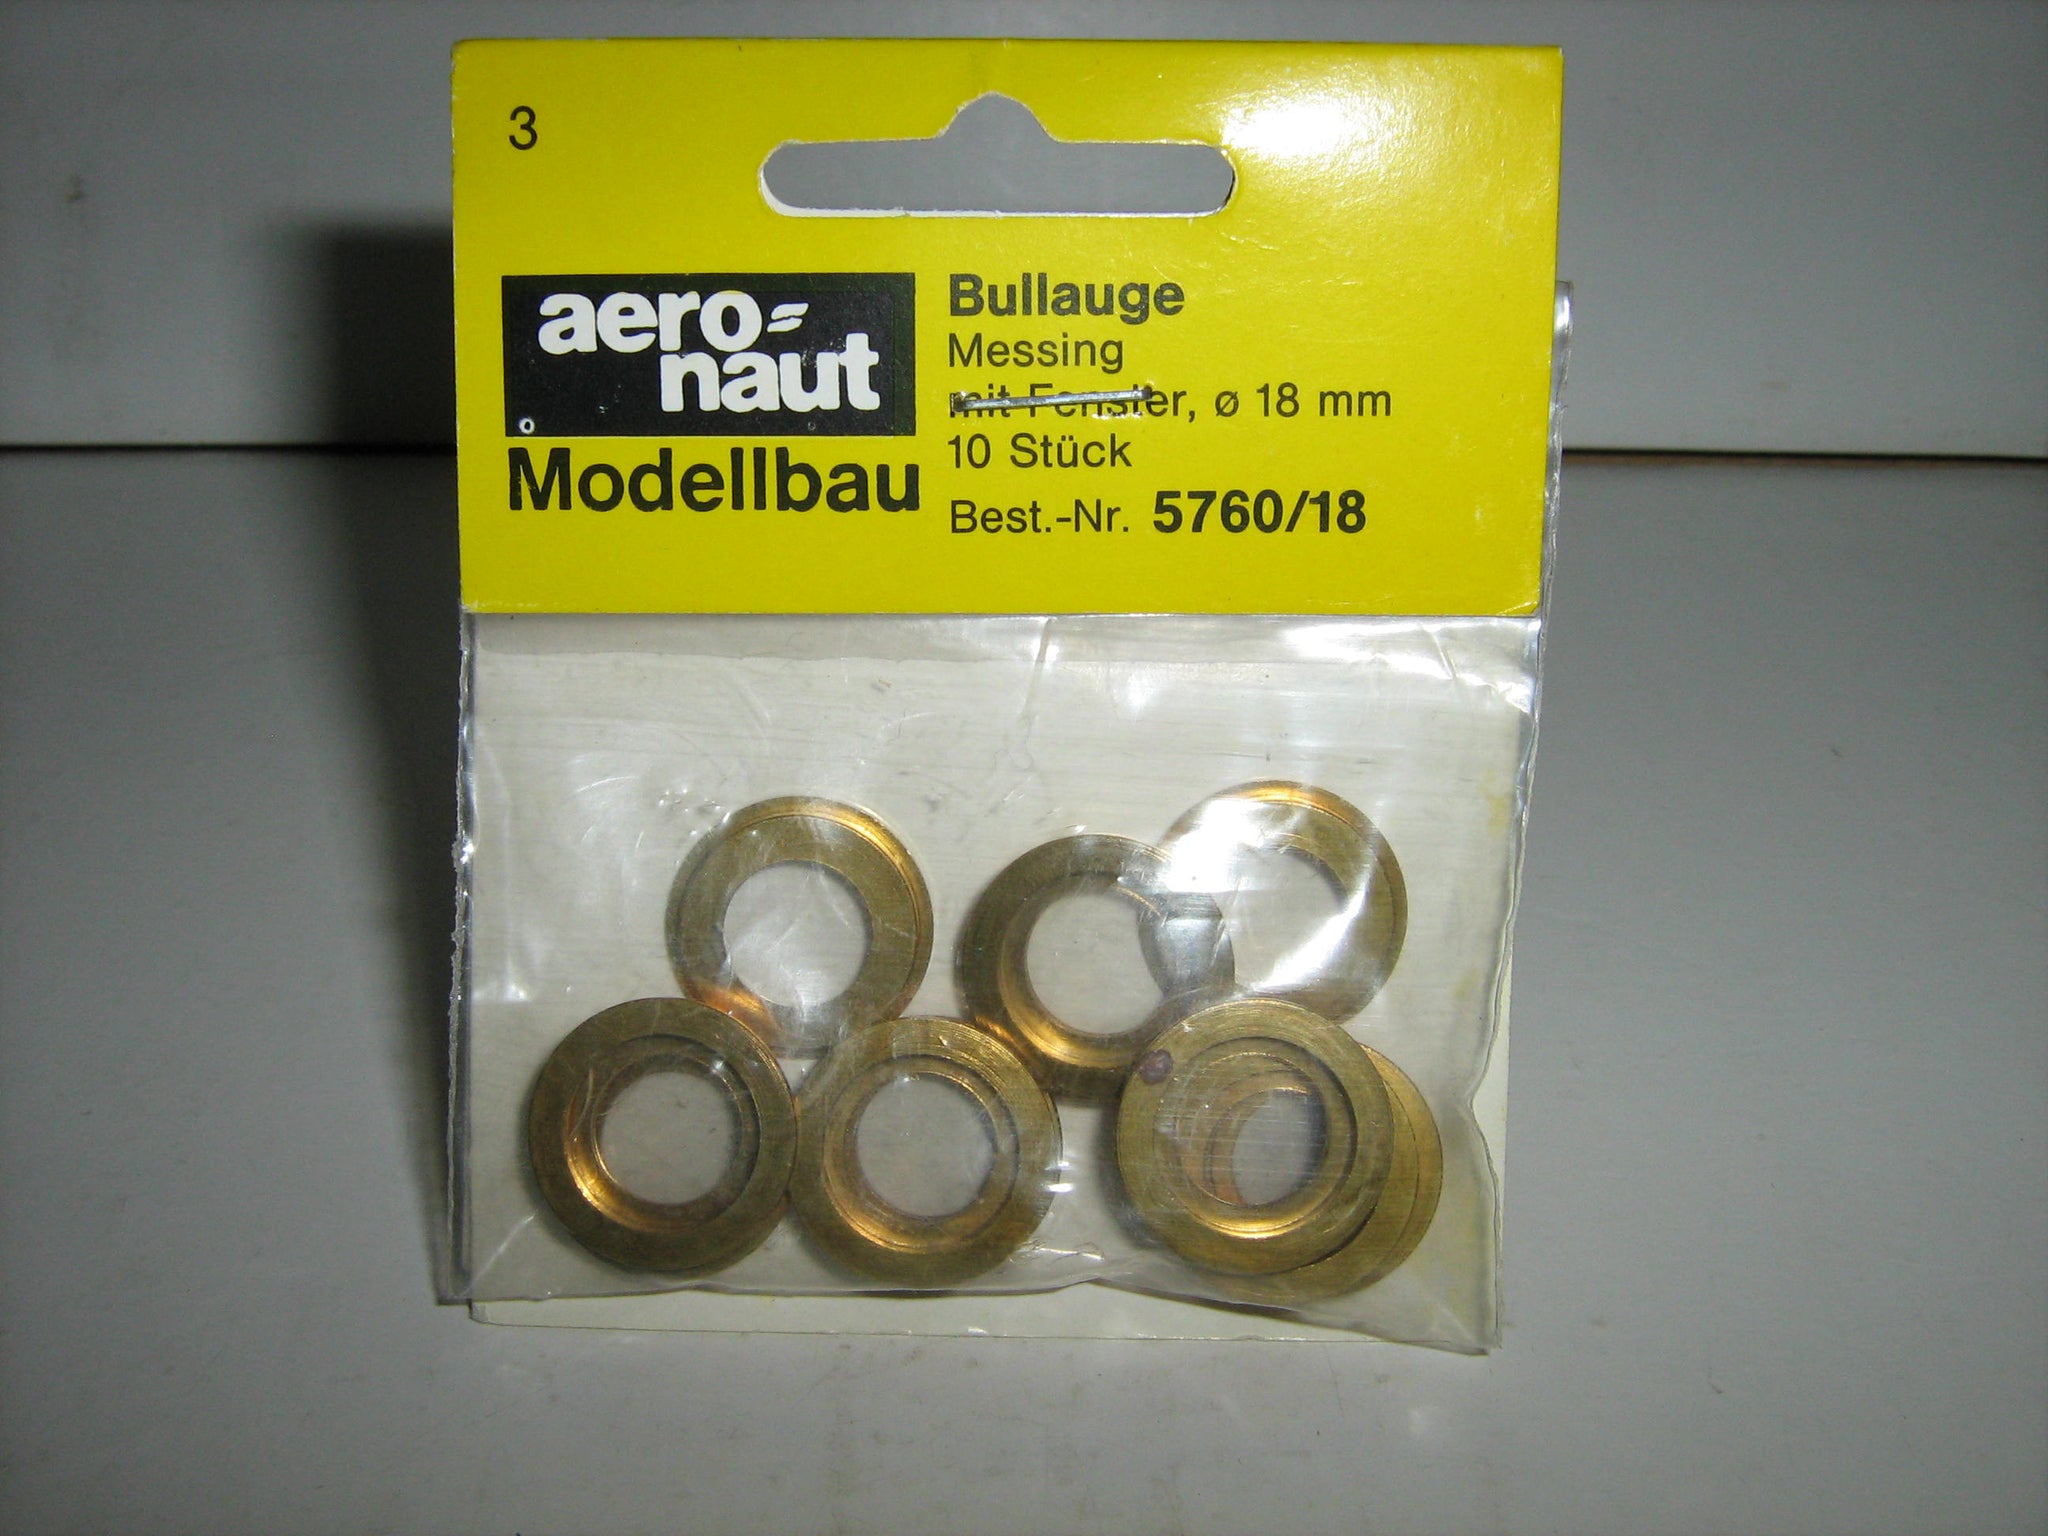 3
aero=
naut
Modellbau
Bullauge
Messing
mit Fenster, ø 18 mm
10 Stück
Best.-Nr. 5760/18